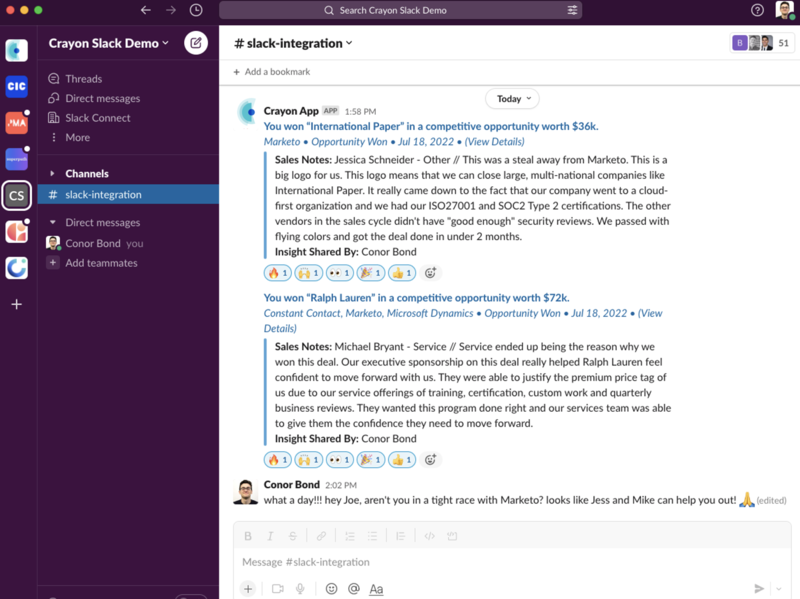 Search Crayon Slack Demo
Crayon Slack Demo
# slack-integration
51
+ Add a bookmark
CIC
PMA
CS
Threads
Direct messages
Slack Connect
More
Channels
# slack-integration
Direct messages
Conor Bond you
+ Add teammates
Today
Crayon App APP 1:58 PM
You won “International Paper” in a competitive opportunity worth $36k.
Marketo • Opportunity Won • Jul 18, 2022 • (View Details)
Sales Notes: Jessica Schneider - Other // This was a steal away from Marketo. This is a
big logo for us. This logo means that we can close large, multi-national companies like
International Paper. It really came down to the fact that our company went to a cloud-
first organization and we had our ISO27001 and SOC2 Type 2 certifications. The other
vendors in the sales cycle didn't have "good enough" security reviews. We passed with
flying colors and got the deal done in under 2 months.
Insight Shared By: Conor Bond
🔥 1 🙌 1 👀 1 🎉 1 👍 1
You won “Ralph Lauren” in a competitive opportunity worth $72k.
Constant Contact, Marketo, Microsoft Dynamics • Opportunity Won • Jul 18, 2022 • (View
Details)
Sales Notes: Michael Bryant - Service // Service ended up being the reason why we
won this deal. Our executive sponsorship on this deal really helped Ralph Lauren feel
confident to move forward with us. They were able to justify the premium price tag of
us due to our service offerings of training, certification, custom work and quarterly
business reviews. They wanted this program done right and our services team was able
to give them the confidence they need to move forward.
Insight Shared By: Conor Bond
🔥 1 🙌 1 👀 1 🎉 1 👍 1
Conor Bond 2:02 PM
what a day!!! hey Joe, aren't you in a tight race with Marketo? looks like Jess and Mike can help you out! 🙏 (edited)
B I S
Message #slack-integration
+ @ Aa